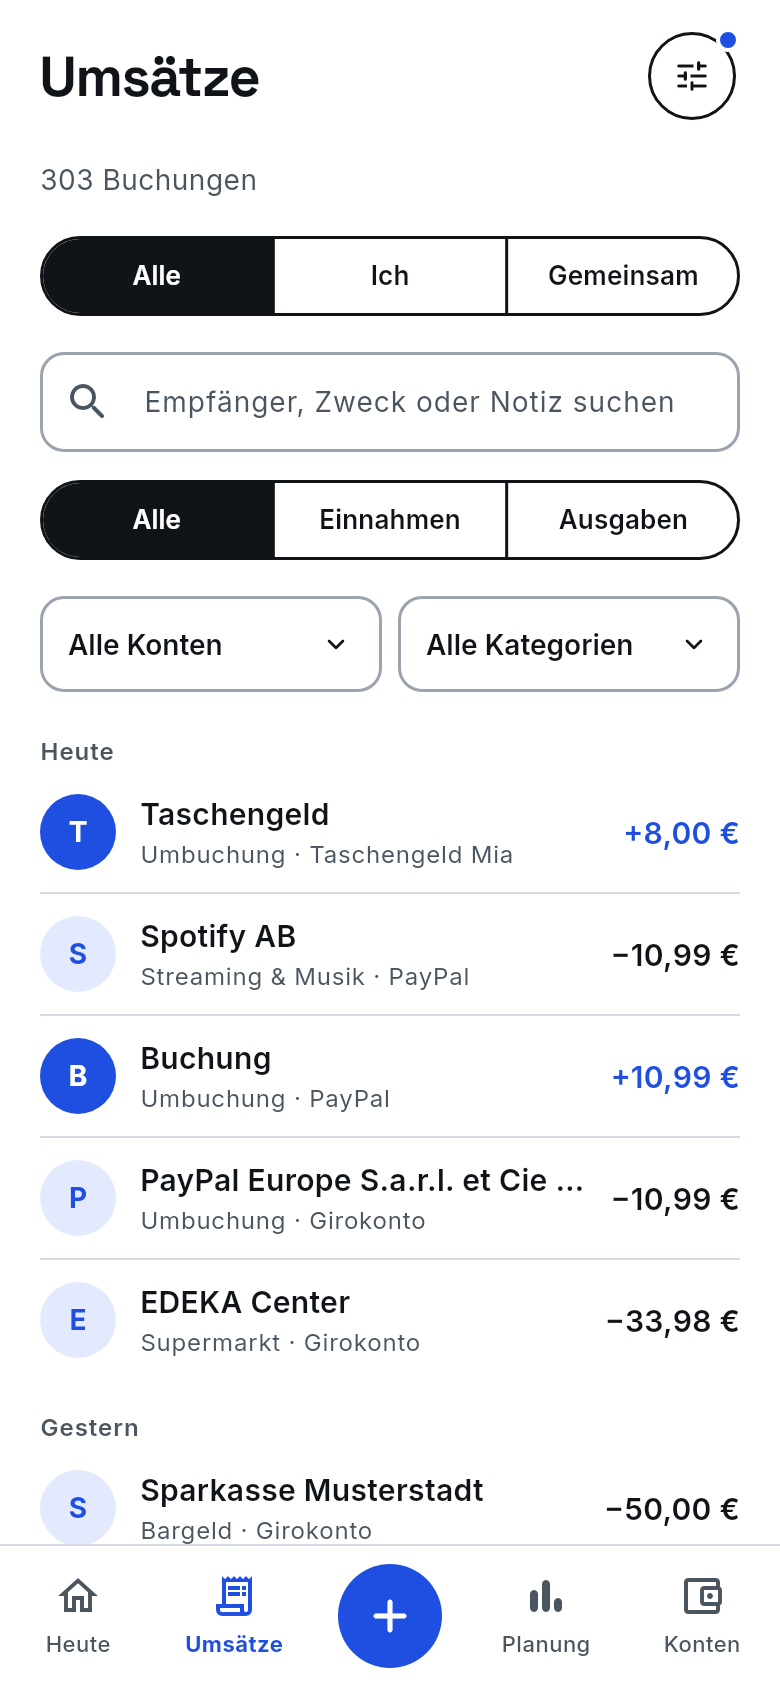 Umsätze
303 Buchungen
Alle
Ich
Gemeinsam
Empfänger, Zweck oder Notiz suchen
Alle
Einnahmen
Ausgaben
Alle Konten
Alle Kategorien
Heute
T
Taschengeld
Umbuchung · Taschengeld Mia
+8,00 €
S
Spotify AB
Streaming & Musik · PayPal
−10,99 €
B
Buchung
Umbuchung · PayPal
+10,99 €
P
PayPal Europe S.a.r.l. et Cie ...
Umbuchung · Girokonto
−10,99 €
E
EDEKA Center
Supermarkt · Girokonto
−33,98 €
Gestern
S
Sparkasse Musterstadt
Bargeld · Girokonto
−50,00 €
Heute
Umsätze
Planung
Konten